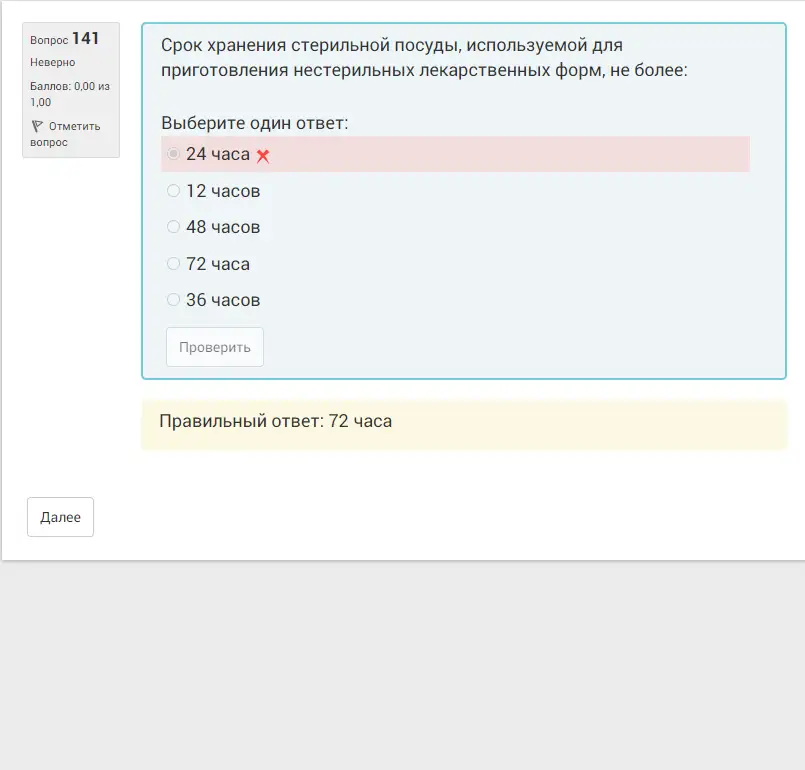 Вопрос 141
Неверно
Баллов: 0,00 из
1,00
Отметить
вопрос
Срок хранения стерильной посуды, используемой для
приготовления нестерильных лекарственных форм, не более:
Выберите один ответ:
24 часа
12 часов
48 часов
72 часа
36 часов
Проверить
Правильный ответ: 72 часа
Далее